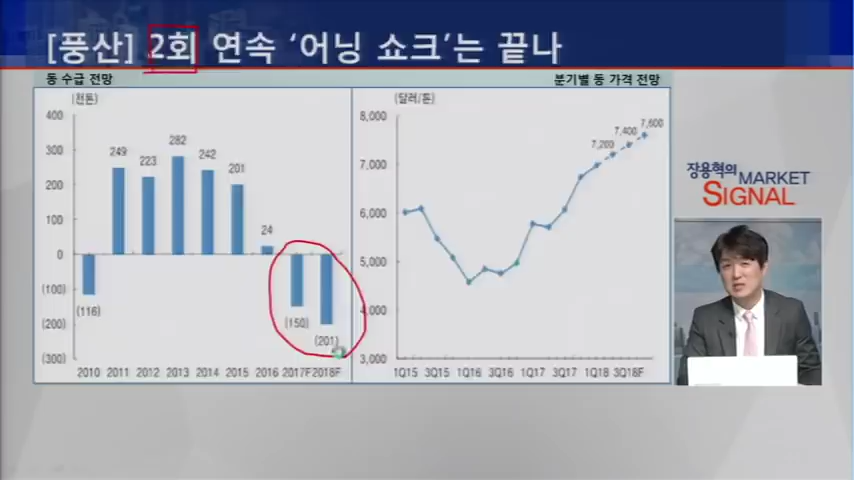 [풍산] 2회 연속 '어닝 쇼크'는 끝나
동 수급 전망
(천톤)
400
300
200
100
0
(100)
(200)
(300)
249
223
282
242
201
24
(116)
(150)
(201)
2010 2011 2012 2013 2014 2015 2016 2017F 2018F
분기별 동 가격 전망
(달러/톤)
8,000
7,000
6,000
5,000
4,000
3,000
7,200
7,400
7,600
1Q15 3Q15 1Q16 3Q16 1Q17 3Q17 1Q18 3Q18F
장용혁의
MARKET
SIGNAL